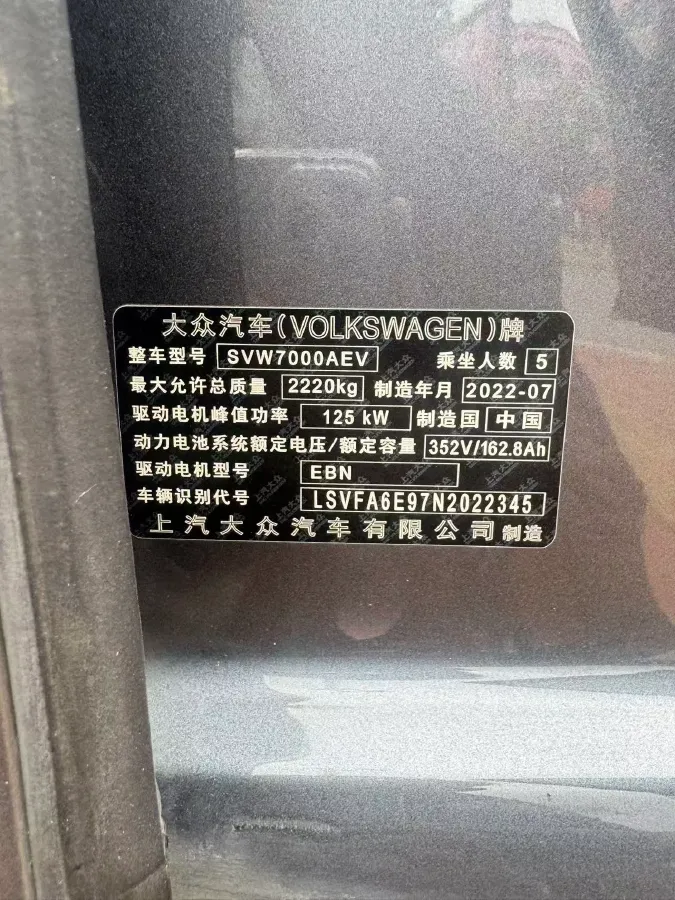 大众汽车(VOLKSWAGEN)牌
整车型号 SVW7000AEV 乘坐人数 5
最大允许总质量 2220kg 制造年月 2022-07
驱动电机峰值功率 125 kW 制造国 中国
动力电池系统额定电压/额定容量 352V/162.8Ah
驱动电机型号 EBN
车辆识别代号 LSVFA6E97N2022345
上汽大众汽车有限公司 制造